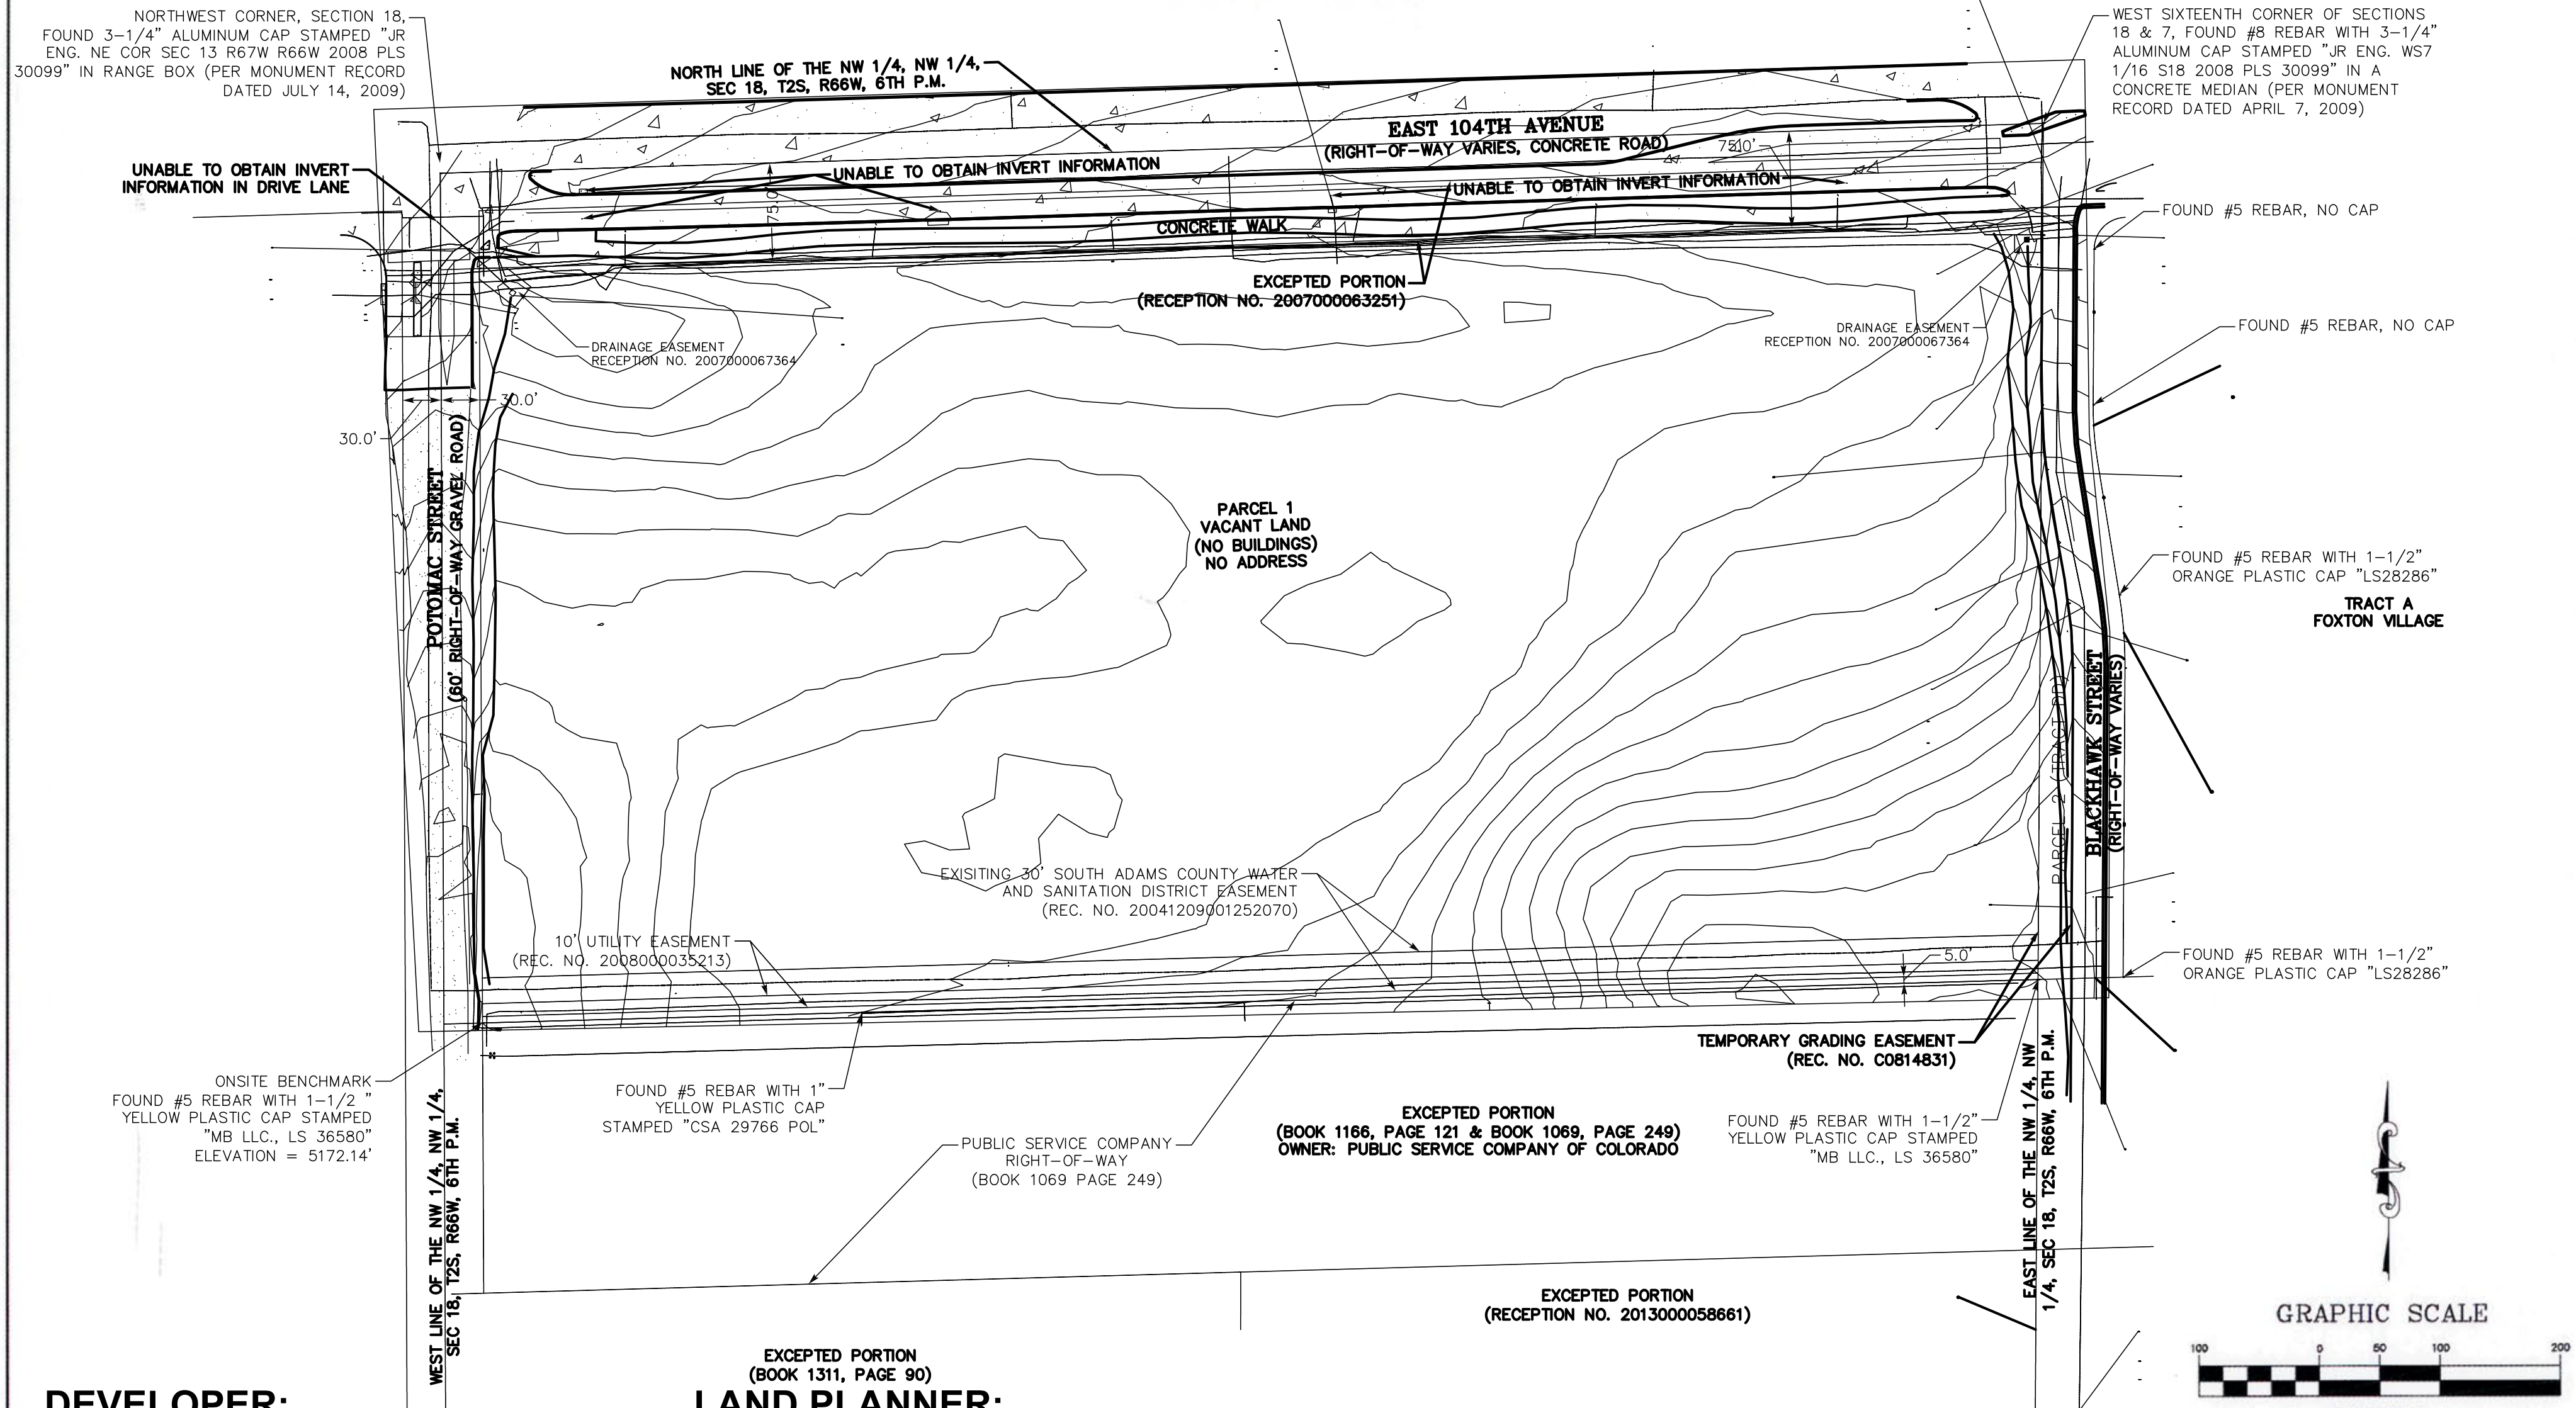 NORTHWEST CORNER, SECTION 18,
FOUND 3-1/4" ALUMINUM CAP STAMPED "JR
ENG. NE COR SEC 13 R67W R66W 2008 PLS
30099" IN RANGE BOX (PER MONUMENT RECORD
DATED JULY 14, 2009)
NORTH LINE OF THE NW 1/4, NW 1/4,
SEC 18, T2S, R66W, 6TH P.M.
WEST SIXTEENTH CORNER OF SECTIONS
18 & 7, FOUND #8 REBAR WITH 3-1/4"
ALUMINUM CAP STAMPED "JR ENG. WS7
1/16 S18 2008 PLS 30099" IN A
CONCRETE MEDIAN (PER MONUMENT
RECORD DATED APRIL 7, 2009)
EAST 104TH AVENUE
(RIGHT-OF-WAY VARIES, CONCRETE ROAD)
75.0'
UNABLE TO OBTAIN INVERT
INFORMATION IN DRIVE LANE
UNABLE TO OBTAIN INVERT INFORMATION
UNABLE TO OBTAIN INVERT INFORMATION
75.0'
CONCRETE WALK
FOUND #5 REBAR, NO CAP
EXCEPTED PORTION
(RECEPTION NO. 2007000063251)
FOUND #5 REBAR, NO CAP
DRAINAGE EASEMENT
RECEPTION NO. 2007000067364
DRAINAGE EASEMENT
RECEPTION NO. 2007000067364
30.0'
30.0'
POTOMAC STREET
(60' RIGHT-OF-WAY GRAVEL ROAD)
PARCEL 1
VACANT LAND
(NO BUILDINGS)
NO ADDRESS
FOUND #5 REBAR WITH 1-1/2"
ORANGE PLASTIC CAP "LS28286"
TRACT A
FOXTON VILLAGE
PARCEL 2 (TRACT DD)
BLACKHAWK STREET
(RIGHT-OF-WAY VARIES)
EXISITING 30' SOUTH ADAMS COUNTY WATER
AND SANITATION DISTRICT EASEMENT
(REC. NO. 20041209001252070)
10' UTILITY EASEMENT
(REC. NO. 2008000035213)
5.0'
FOUND #5 REBAR WITH 1-1/2"
ORANGE PLASTIC CAP "LS28286"
TEMPORARY GRADING EASEMENT
(REC. NO. C0814831)
ONSITE BENCHMARK
FOUND #5 REBAR WITH 1-1/2 "
YELLOW PLASTIC CAP STAMPED
"MB LLC., LS 36580"
ELEVATION = 5172.14'
FOUND #5 REBAR WITH 1"
YELLOW PLASTIC CAP
STAMPED "CSA 29766 POL"
PUBLIC SERVICE COMPANY
RIGHT-OF-WAY
(BOOK 1069 PAGE 249)
EXCEPTED PORTION
(BOOK 1166, PAGE 121 & BOOK 1069, PAGE 249)
OWNER: PUBLIC SERVICE COMPANY OF COLORADO
FOUND #5 REBAR WITH 1-1/2"
YELLOW PLASTIC CAP STAMPED
"MB LLC., LS 36580"
WEST LINE OF THE NW 1/4, NW 1/4,
SEC 18, T2S, R66W, 6TH P.M.
EAST LINE OF THE NW 1/4, NW
1/4, SEC 18, T2S, R66W, 6TH P.M.
EXCEPTED PORTION
(RECEPTION NO. 2013000058661)
EXCEPTED PORTION
(BOOK 1311, PAGE 90)
GRAPHIC SCALE
100 0 50 100 200
DEVELOPER:
LAND PLANNER: